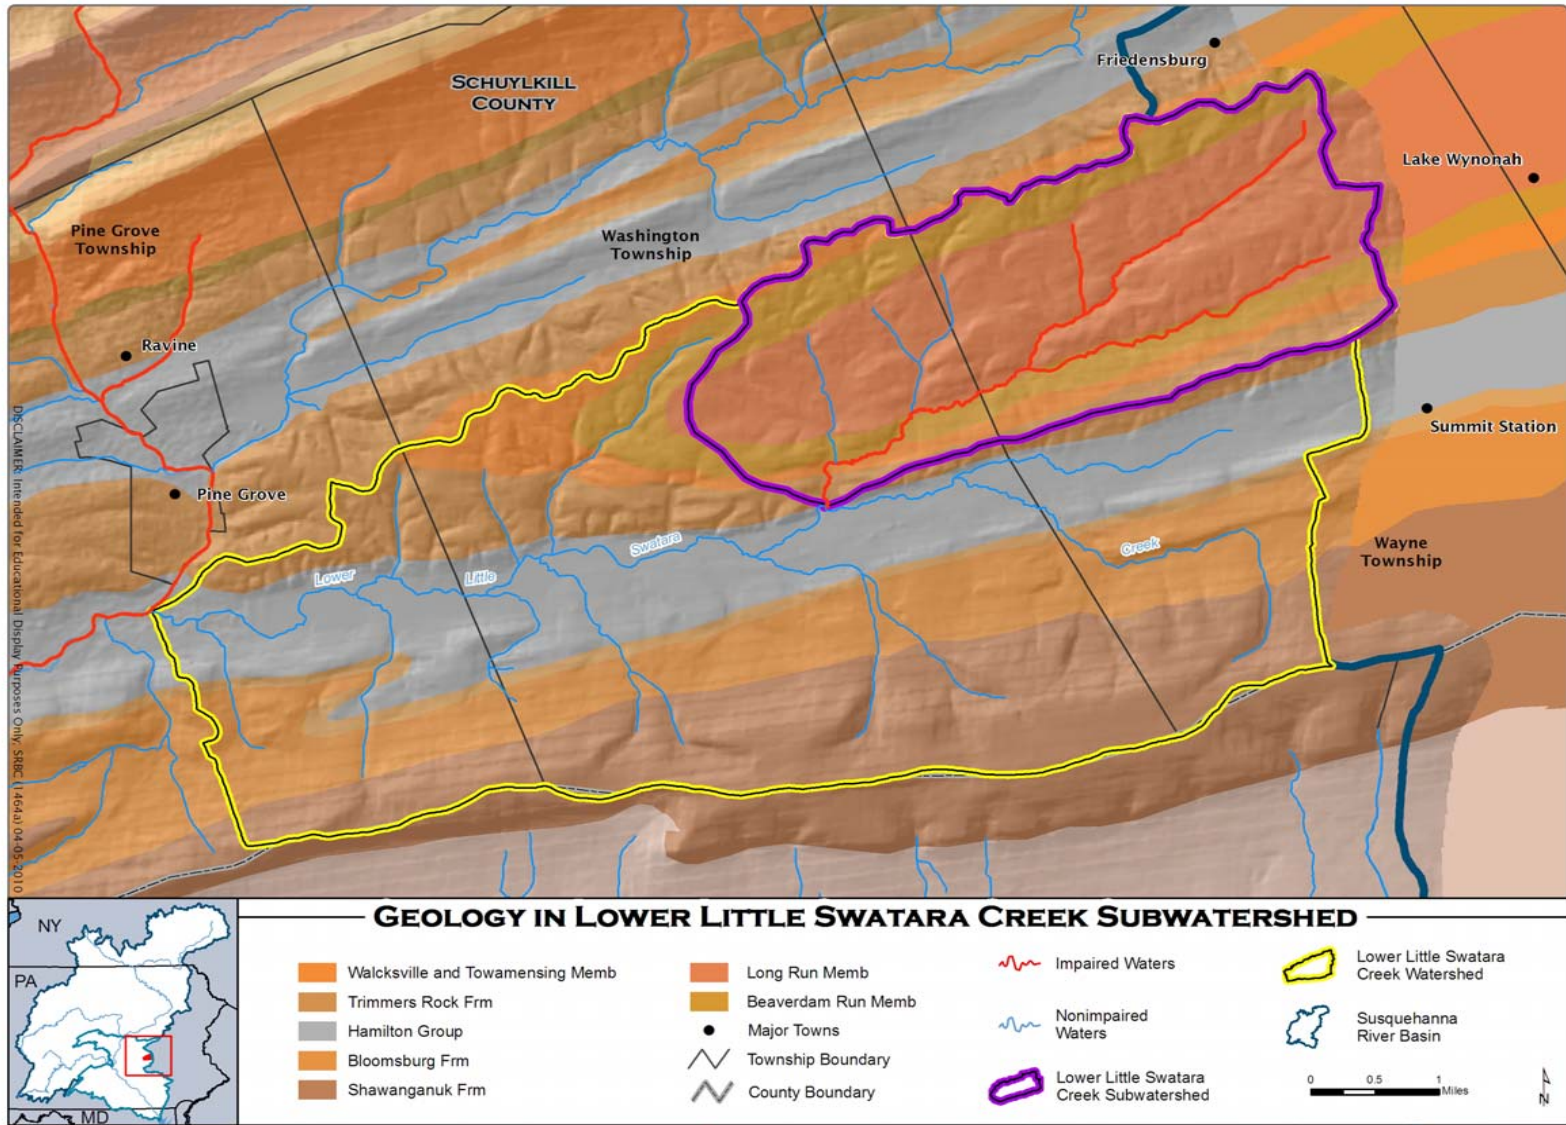 SCHUYLKILL
COUNTY
Friedensburg
Lake Wynonah
Pine Grove
Township
Washington
Township
Ravine
Summit Station
Pine Grove
Wayne
Township
Lower
Little
Swatara
Creek
DISCLAIMER: Intended for Educational Display Purposes Only. SRBC (1464a) 04-05-2010
NY
PA
MD
GEOLOGY IN LOWER LITTLE SWATARA CREEK SUBWATERSHED
Walcksville and Towamensing Memb
Trimmers Rock Frm
Hamilton Group
Bloomsburg Frm
Shawanganuk Frm
Long Run Memb
Beaverdam Run Memb
Major Towns
Township Boundary
County Boundary
Impaired Waters
Nonimpaired
Waters
Lower Little Swatara
Creek Subwatershed
Lower Little Swatara
Creek Watershed
Susquehanna
River Basin
0 0.5 1
Miles
N